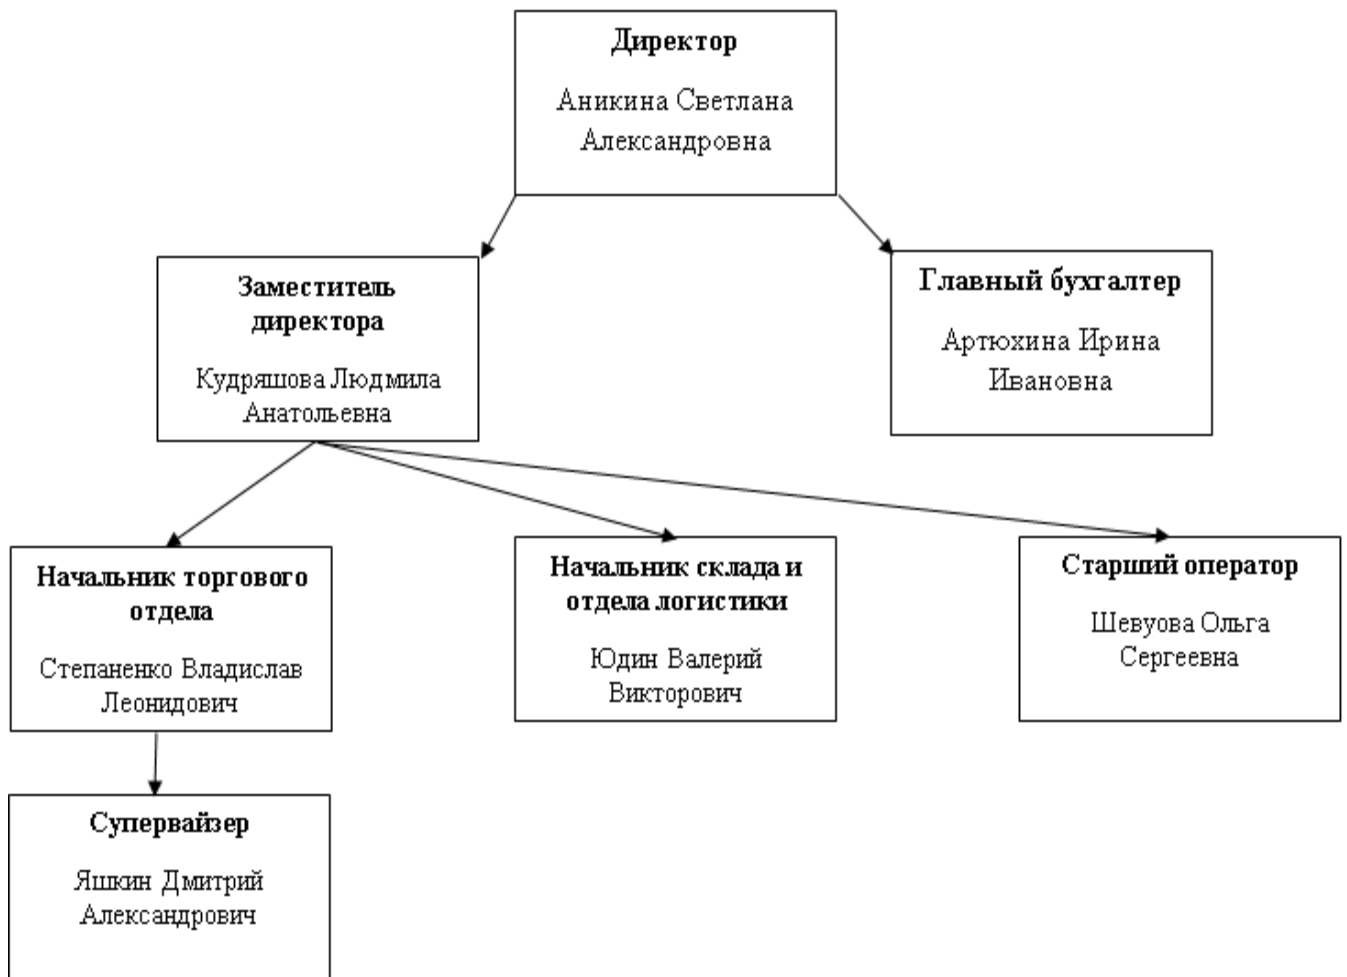 Директор
Аникина Светлана
Александровна
Заместитель
директора
Кудряшова Людмила
Анатольевна
Главный бухгалтер
Артюхина Ирина
Ивановна
Начальник торгового
отдела
Степаненко Владислав
Леонидович
Начальник склада и
отдела логистики
Юдин Валерий
Викторович
Старший оператор
Шевуова Ольга
Сергеевна
Супервайзер
Яшкин Дмитрий
Александрович